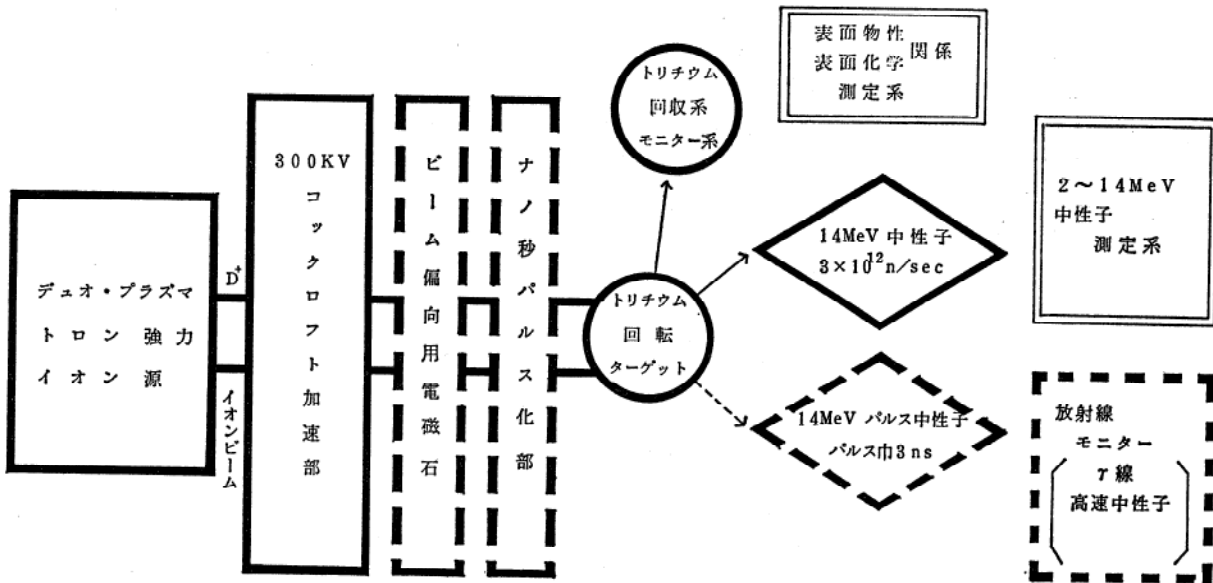 デュオ・プラズマ
トロン 強力
イオン 源
D⁺
イオンビーム
300KV
コックロフト加速部
ビーム偏向用電磁石
ナノ秒パルス化部
トリチウム
回転
ターゲット
トリチウム
回収系
モニター系
14MeV 中性子
3×10¹²n/sec
14MeV パルス中性子
パルス巾3ns
表面物性
表面化学
関係
測定系
2～14MeV
中性子
測定系
放射線
モニター
γ線
高速中性子